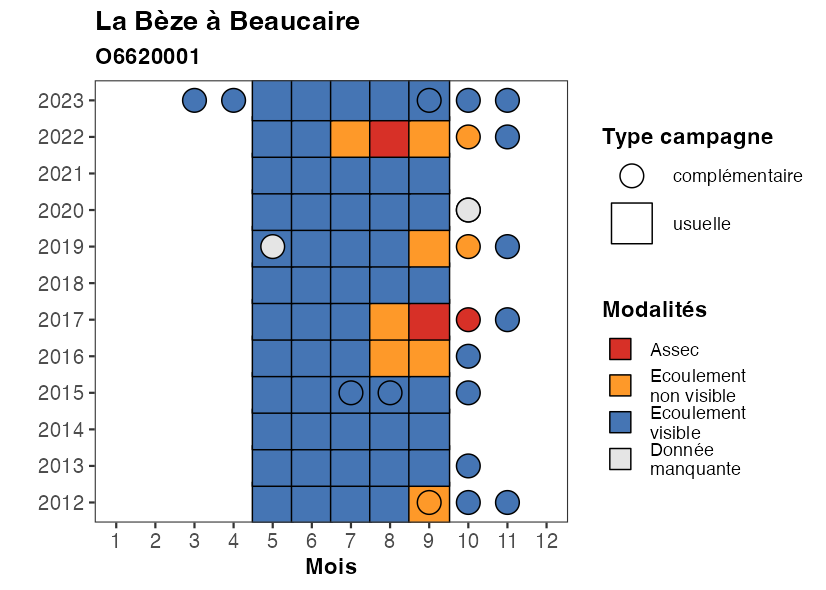 La Bèze à Beaucaire
O6620001
2023
2022
2021
2020
2019
2018
2017
2016
2015
2014
2013
2012
1 2 3 4 5 6 7 8 9 10 11 12
Mois
Type campagne
complémentaire
usuelle
Modalités
Assec
Ecoulement
non visible
Ecoulement
visible
Donnée
manquante